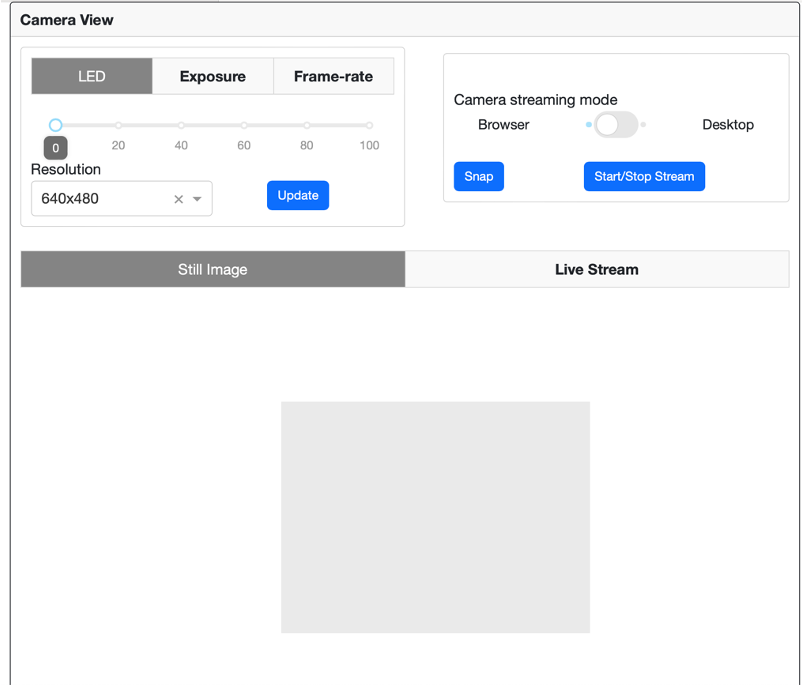 Camera View
LED
Exposure
Frame-rate
0
20
40
60
80
100
Resolution
640x480
Update
Camera streaming mode
Browser
Desktop
Snap
Start/Stop Stream
Still Image
Live Stream